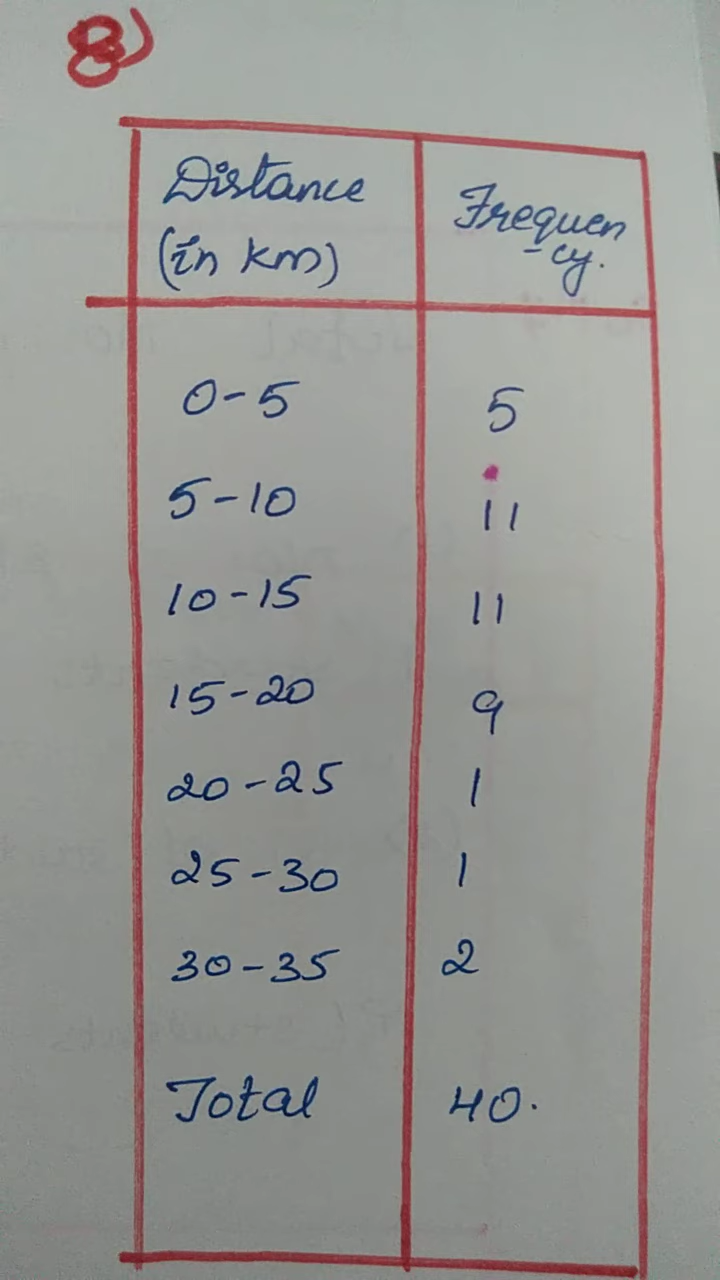 8)
Distance Frequen
(in km) -cy.
0-5 5
5-10 11
10-15 11
15-20 9
20-25 1
25-30 1
30-35 2
Total 40.